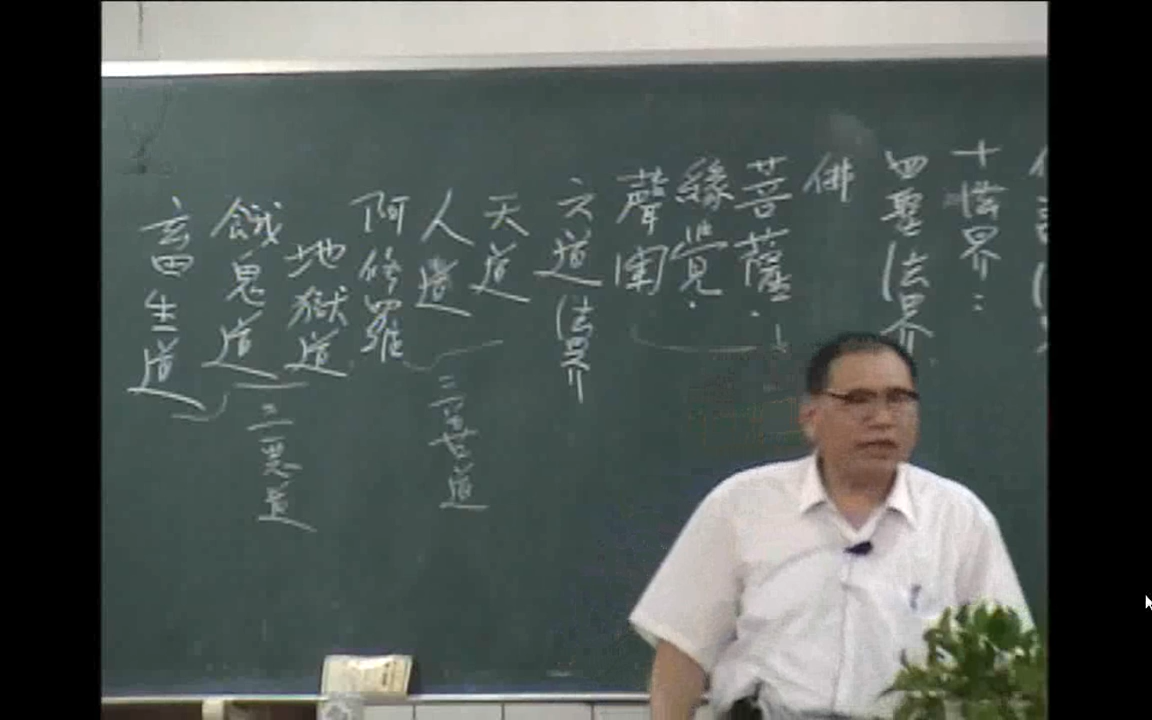 十法界：
四聖法界
佛
菩薩
緣覺
聲聞
六道法界
天道
人道
阿修羅
三善道
地獄道
餓鬼道
畜生道
三惡道